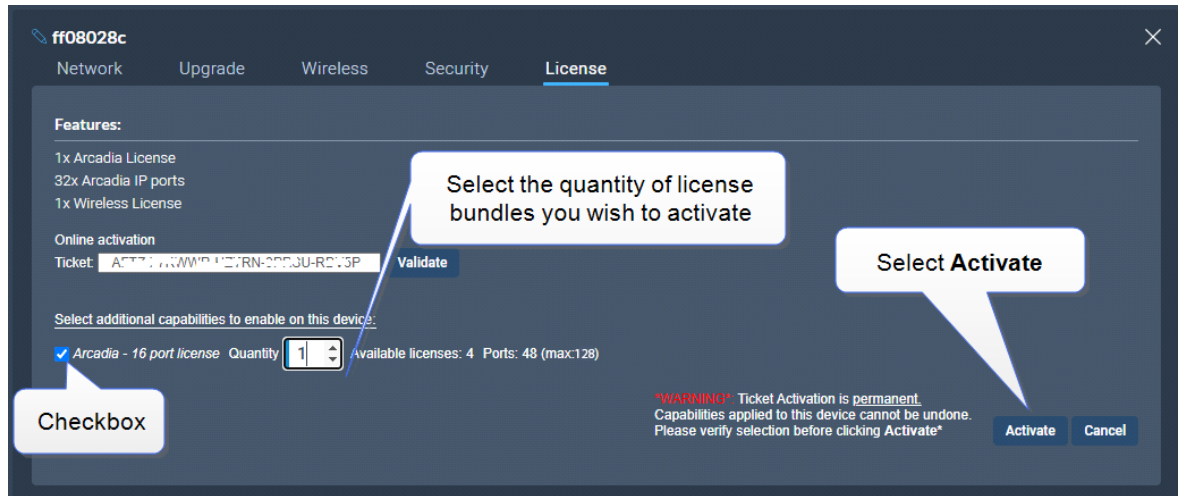 ff08028c
Network Upgrade Wireless Security License
Features:
1x Arcadia License
32x Arcadia IP ports
1x Wireless License
Select the quantity of license
bundles you wish to activate
Online activation
Ticket: Validate
Select Activate
Select additional capabilities to enable on this device:
Arcadia - 16 port license Quantity 1 Available licenses: 4 Ports: 48 (max:128)
Checkbox
*WARNING*: Ticket Activation is permanent.
Capabilities applied to this device cannot be undone.
Please verify selection before clicking Activate*
Activate Cancel